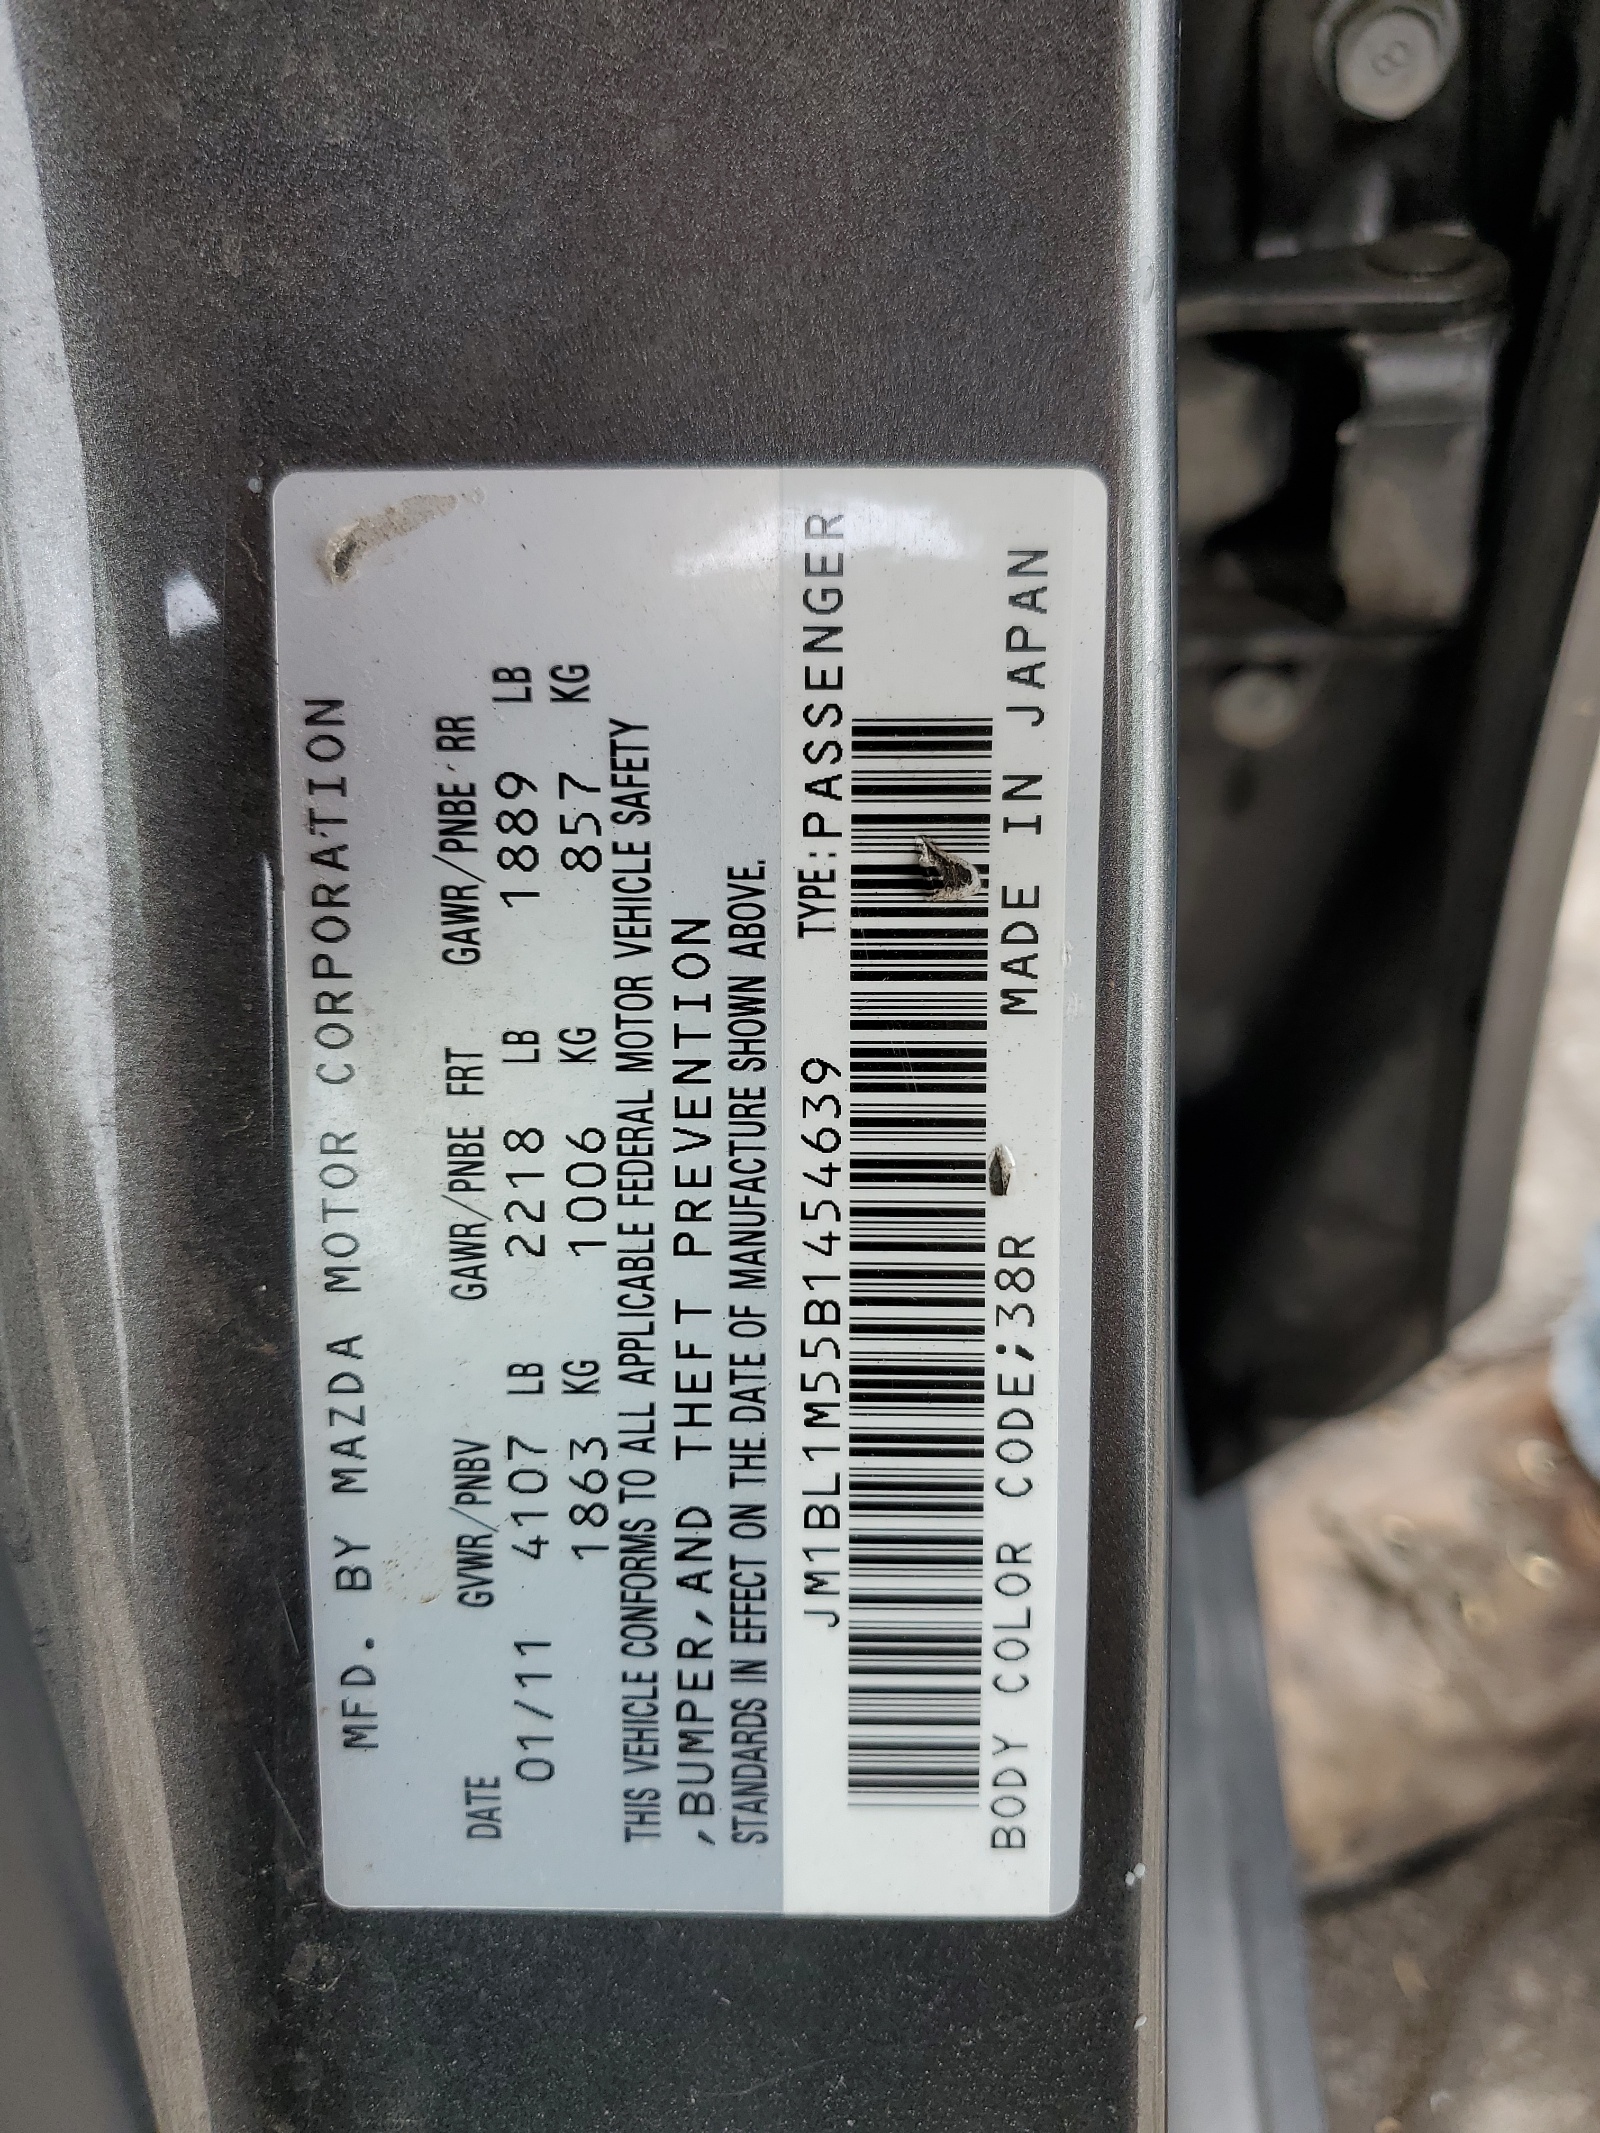 MFD. BY MAZDA MOTOR CORPORATION
DATE GVWR/PNBV GAWR/PNBE FRT GAWR/PNBE RR
01/11 4107 LB 2218 LB 1889 LB
1863 KG 1006 KG 857 KG
THIS VEHICLE CONFORMS TO ALL APPLICABLE FEDERAL MOTOR VEHICLE SAFETY
,BUMPER,AND THEFT PREVENTION
STANDARDS IN EFFECT ON THE DATE OF MANUFACTURE SHOWN ABOVE.
JM1BL1M55B1454639 TYPE:PASSENGER
BODY COLOR CODE;38R MADE IN JAPAN
8